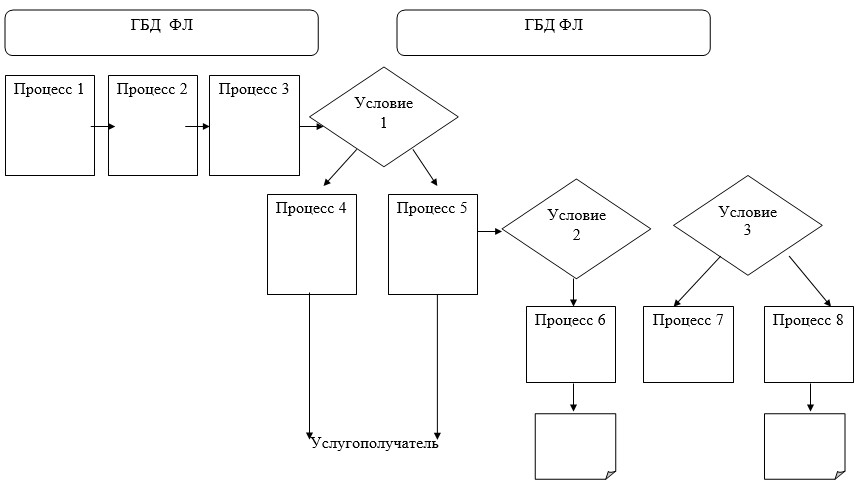 ГБД  ФЛ
ГБД ФЛ
Процесс 1
Процесс 2
Процесс 3
Условие
1
Процесс 4
Процесс 5
Условие
2
Условие
3
Процесс 6
Процесс 7
Процесс 8
Услугополучатель